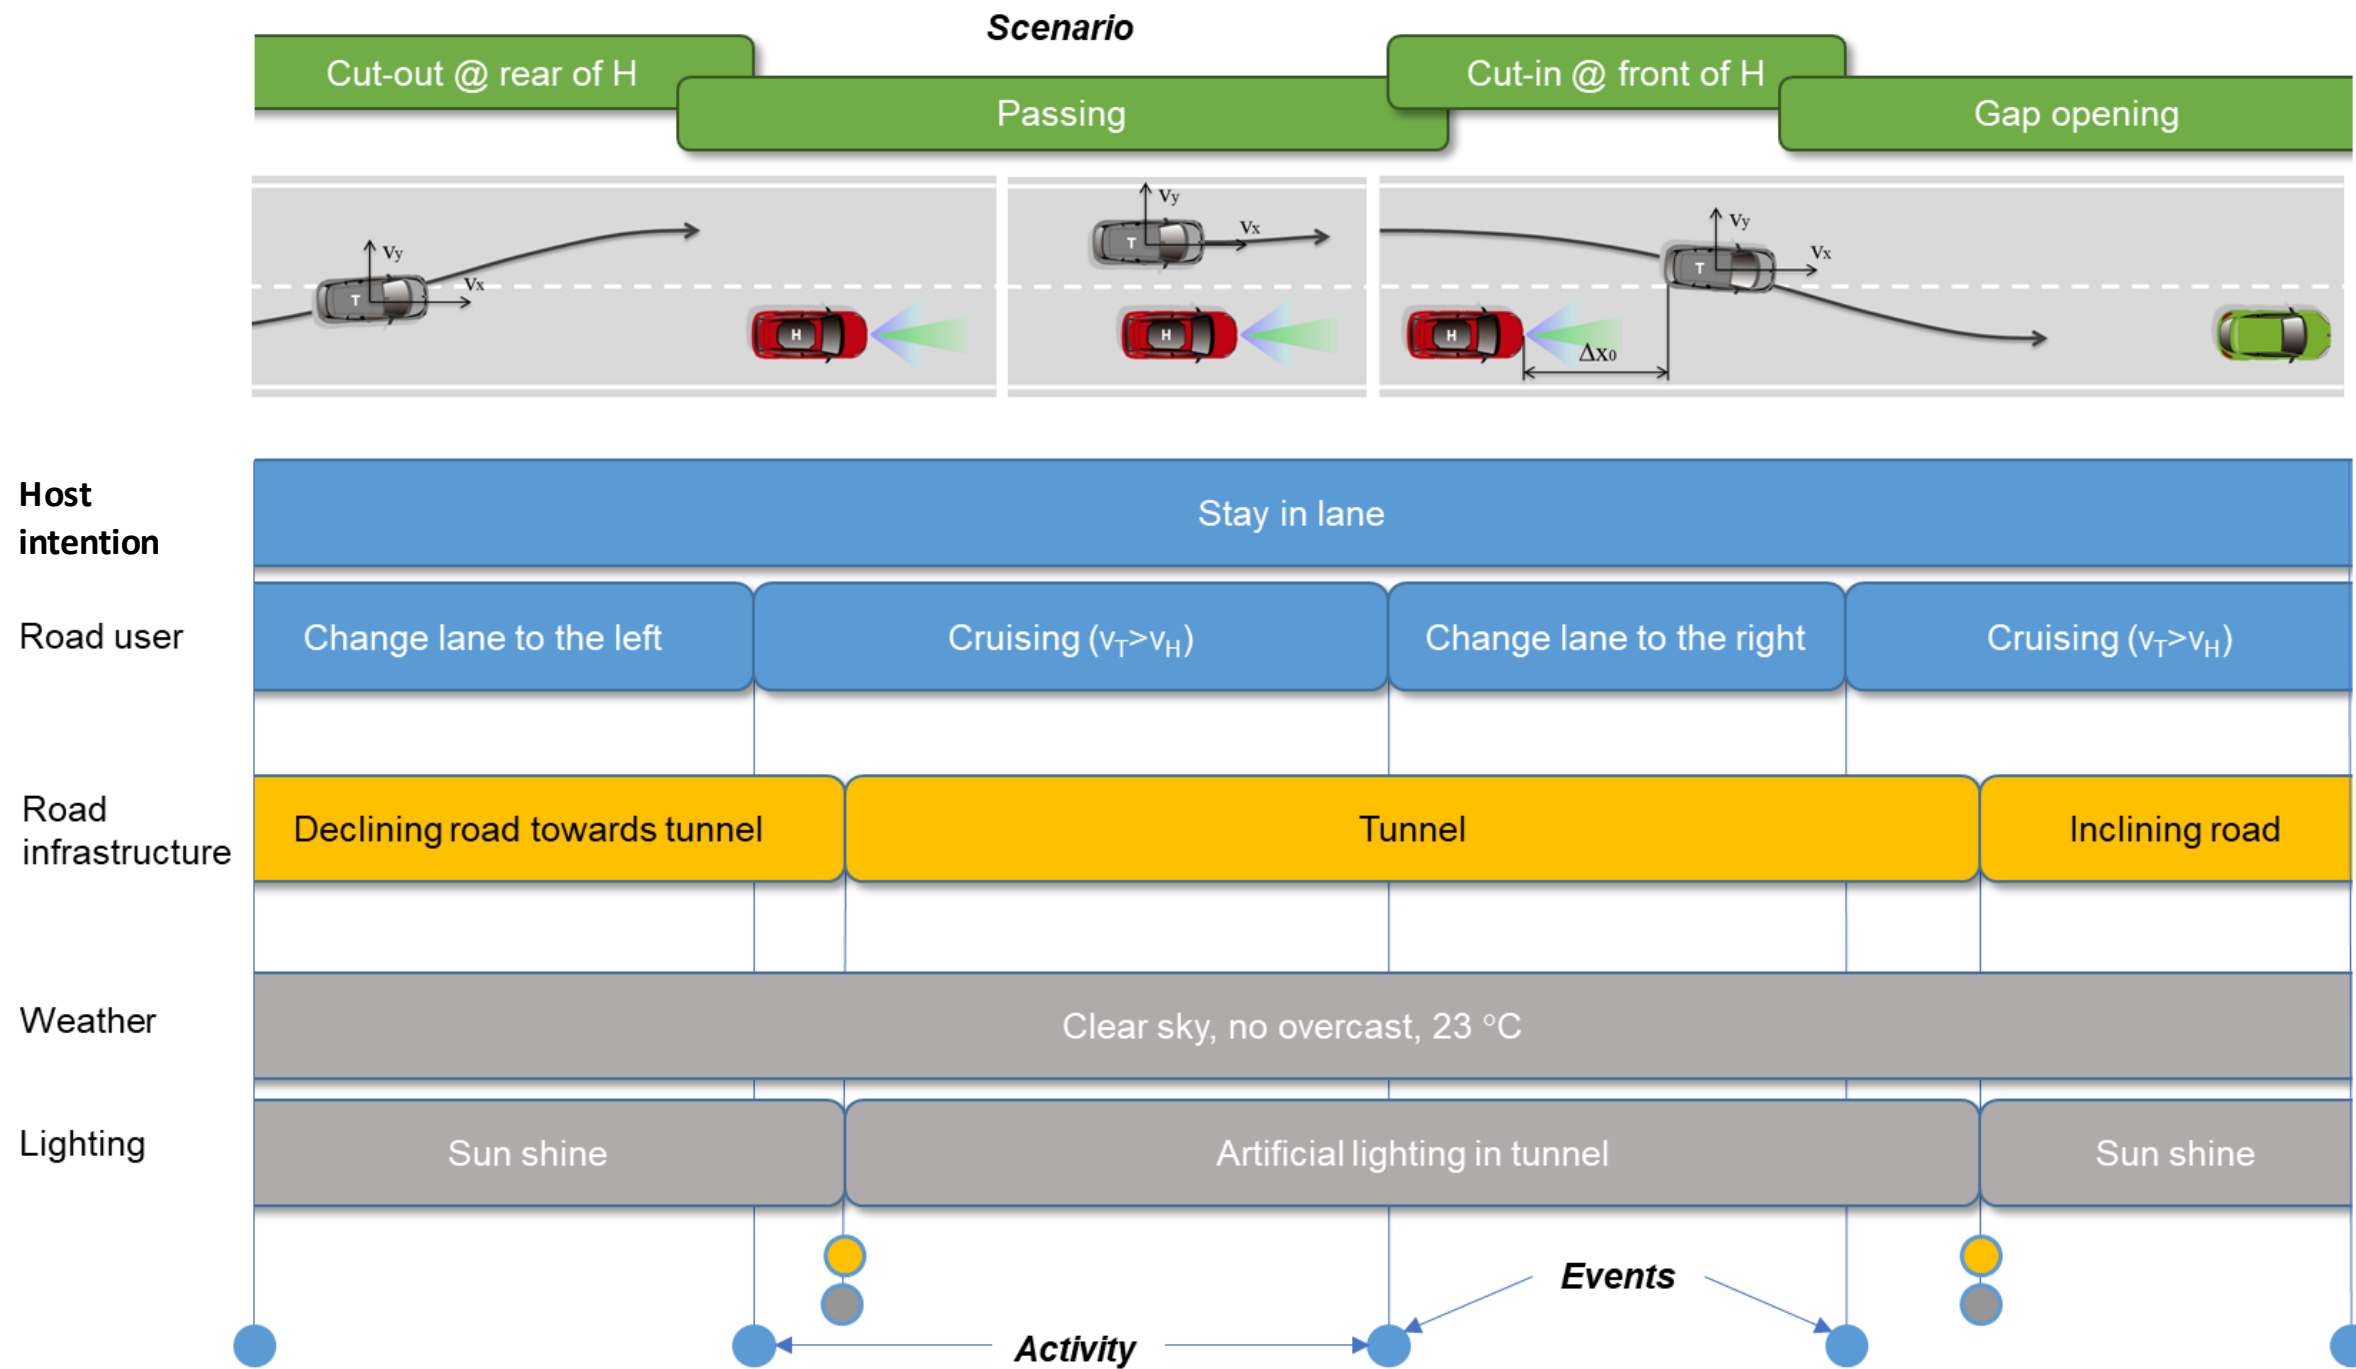 Scenario
Cut-out @ rear of H
Cut-in @ front of H
Passing
Gap opening
T
vy
vx
H
T
vy
vx
H
H
Δx0
T
vy
vx
Host
intention
Stay in lane
Road user
Change lane to the left
Cruising (vT>vH)
Change lane to the right
Cruising (vT>vH)
Road
infrastructure
Declining road towards tunnel
Tunnel
Inclining road
Weather
Clear sky, no overcast, 23 °C
Lighting
Sun shine
Artificial lighting in tunnel
Sun shine
Events
Activity